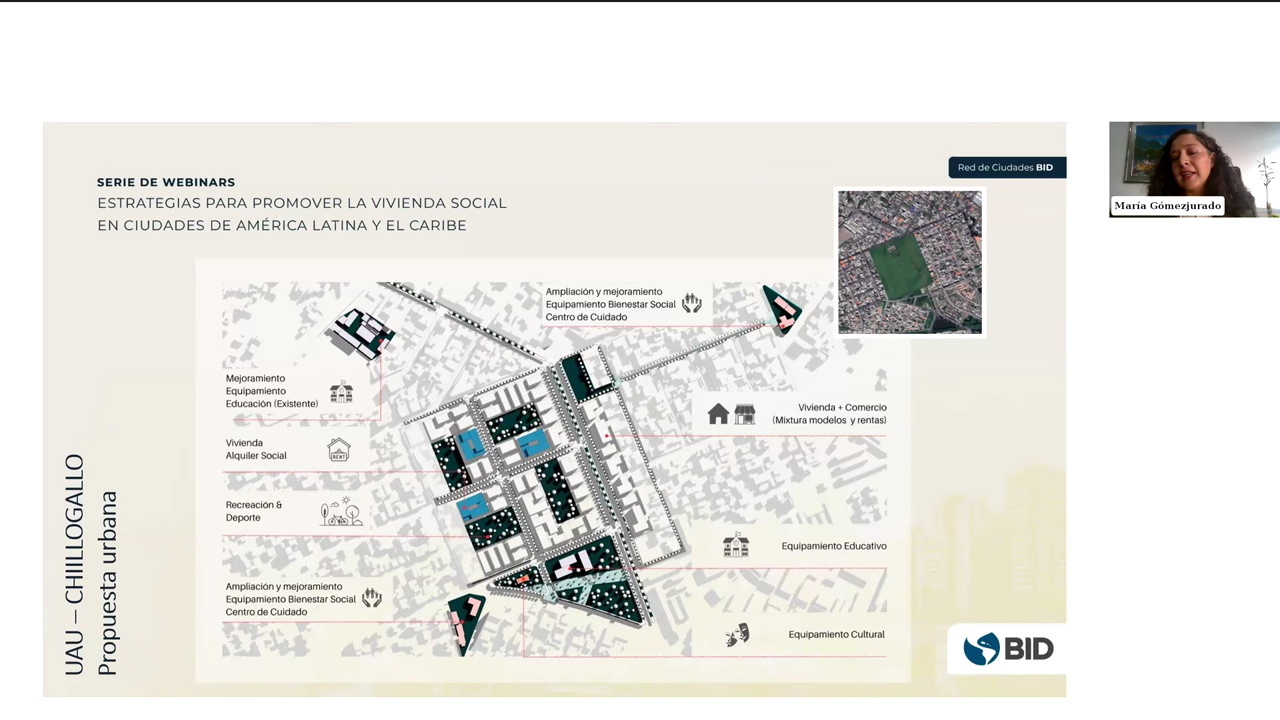 SERIE DE WEBINARS
ESTRATEGIAS PARA PROMOVER LA VIVIENDA SOCIAL
EN CIUDADES DE AMÉRICA LATINA Y EL CARIBE
Red de Ciudades BID
María Gómezjurado
UAU – CHIILLOGALLO
Propuesta urbana
Ampliación y mejoramiento
Equipamiento Bienestar Social
Centro de Cuidado
Mejoramiento
Equipamiento
Educación (Existente)
Vivienda
Alquiler Social
RENT
Recreación &
Deporte
Ampliación y mejoramiento
Equipamiento Bienestar Social
Centro de Cuidado
Vivienda + Comercio
(Mixtura modelos y rentas)
Equipamiento Educativo
Equipamiento Cultural
BID